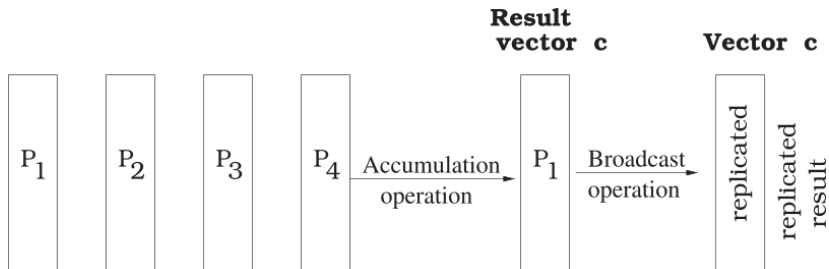 Result
vector c
Vector c
P1
P2
P3
P4
Accumulation
operation
P1
Broadcast
operation
replicated
replicated
result